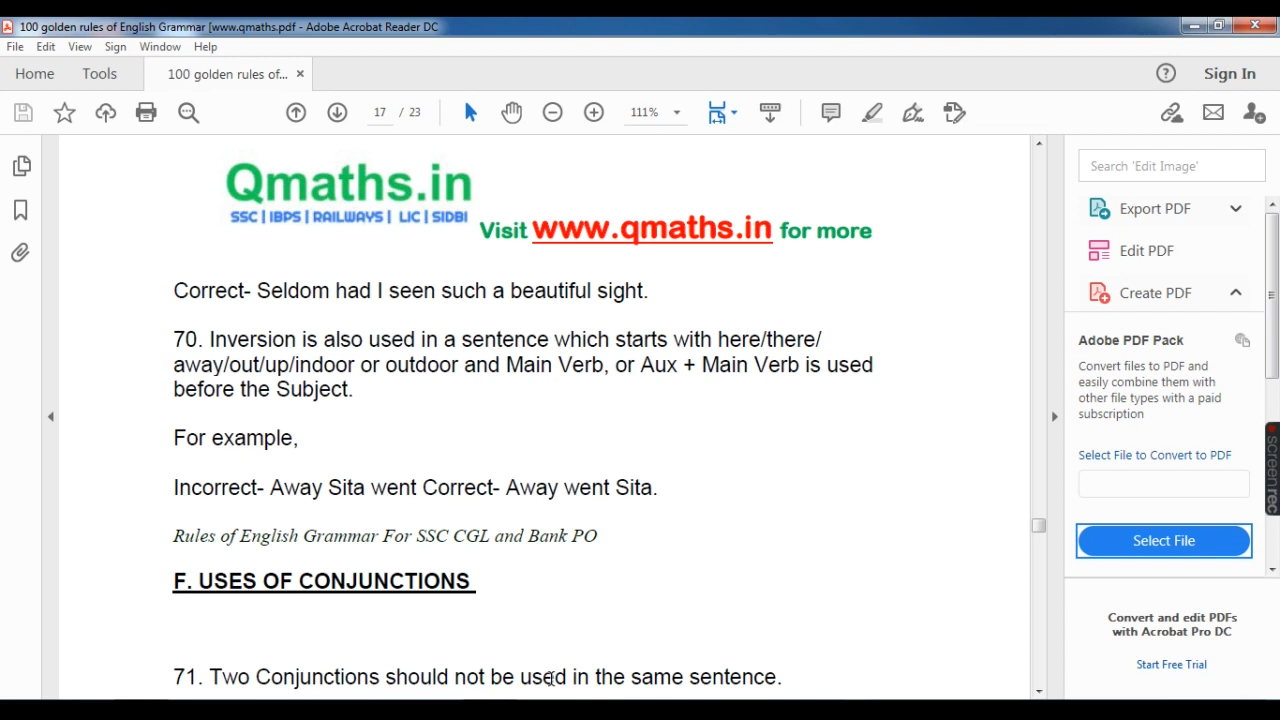 100 golden rules of English Grammar [www.qmaths.pdf - Adobe Acrobat Reader DC
File Edit View Sign Window Help
Home Tools 100 golden rules of... × Sign In
17 / 23 111%
Search 'Edit Image'
Export PDF
Edit PDF
Create PDF
Adobe PDF Pack
Convert files to PDF and
easily combine them with
other file types with a paid
subscription
Select File to Convert to PDF
Select File
Convert and edit PDFs
with Acrobat Pro DC
Start Free Trial
screenrec
Qmaths.in
SSC | IBPS | RAILWAYS | LIC | SIDBI
Visit www.qmaths.in for more
Correct- Seldom had I seen such a beautiful sight.
70. Inversion is also used in a sentence which starts with here/there/
away/out/up/indoor or outdoor and Main Verb, or Aux + Main Verb is used
before the Subject.
For example,
Incorrect- Away Sita went Correct- Away went Sita.
Rules of English Grammar For SSC CGL and Bank PO
F. USES OF CONJUNCTIONS
71. Two Conjunctions should not be used in the same sentence.